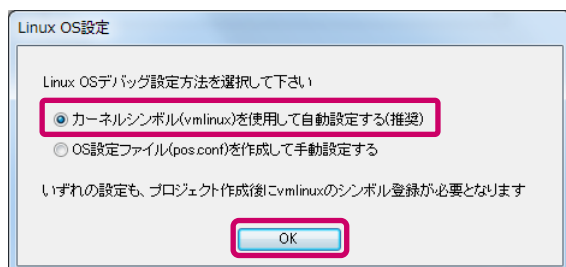 Linux OS設定
Linux OSデバッグ設定方法を選択して下さい
カーネルシンボル(vmlinux)を使用して自動設定する(推奨)
OS設定ファイル(pos.conf)を作成して手動設定する
いずれの設定も、プロジェクト作成後にvmlinuxのシンボル登録が必要となります
OK